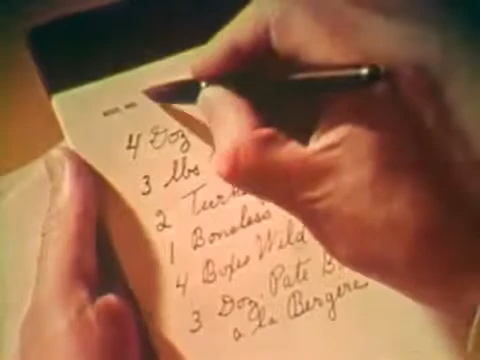 4 Doz
3 lbs
2
1 Boneless
4 Boxes Wild
3 Doz. Pate B
a la Bergere